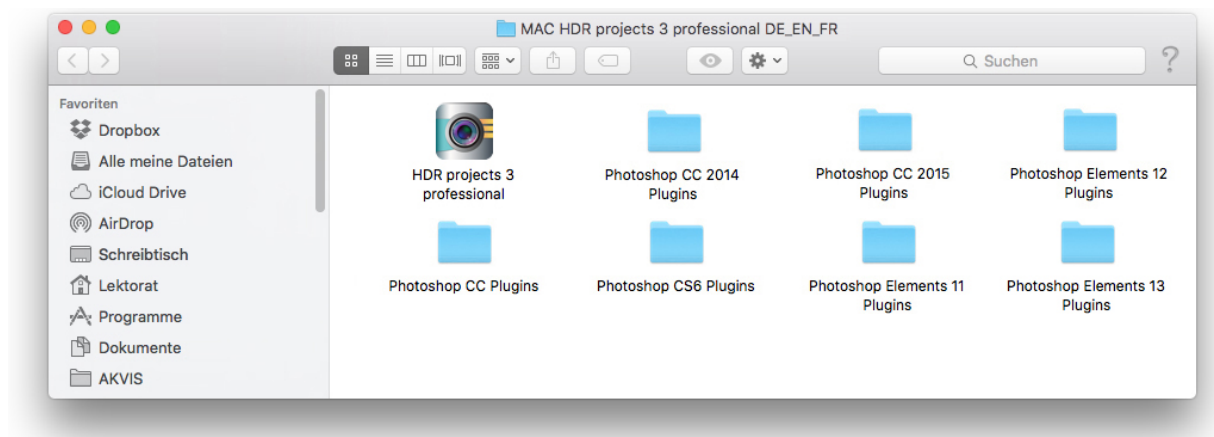 MAC HDR projects 3 professional DE_EN_FR
Suchen
?
Favoriten
Dropbox
Alle meine Dateien
iCloud Drive
AirDrop
Schreibtisch
Lektorat
Programme
Dokumente
AKVIS
HDR projects 3
professional
Photoshop CC 2014
Plugins
Photoshop CC 2015
Plugins
Photoshop Elements 12
Plugins
Photoshop CC Plugins
Photoshop CS6 Plugins
Photoshop Elements 11
Plugins
Photoshop Elements 13
Plugins